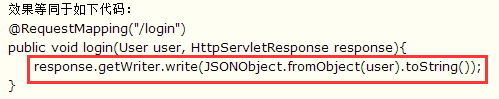 效果等同于如下代码：
@RequestMapping("/login")
public void login(User user, HttpServletResponse response){
response.getWriter.write(JSONObject.fromObject(user).toString());
}